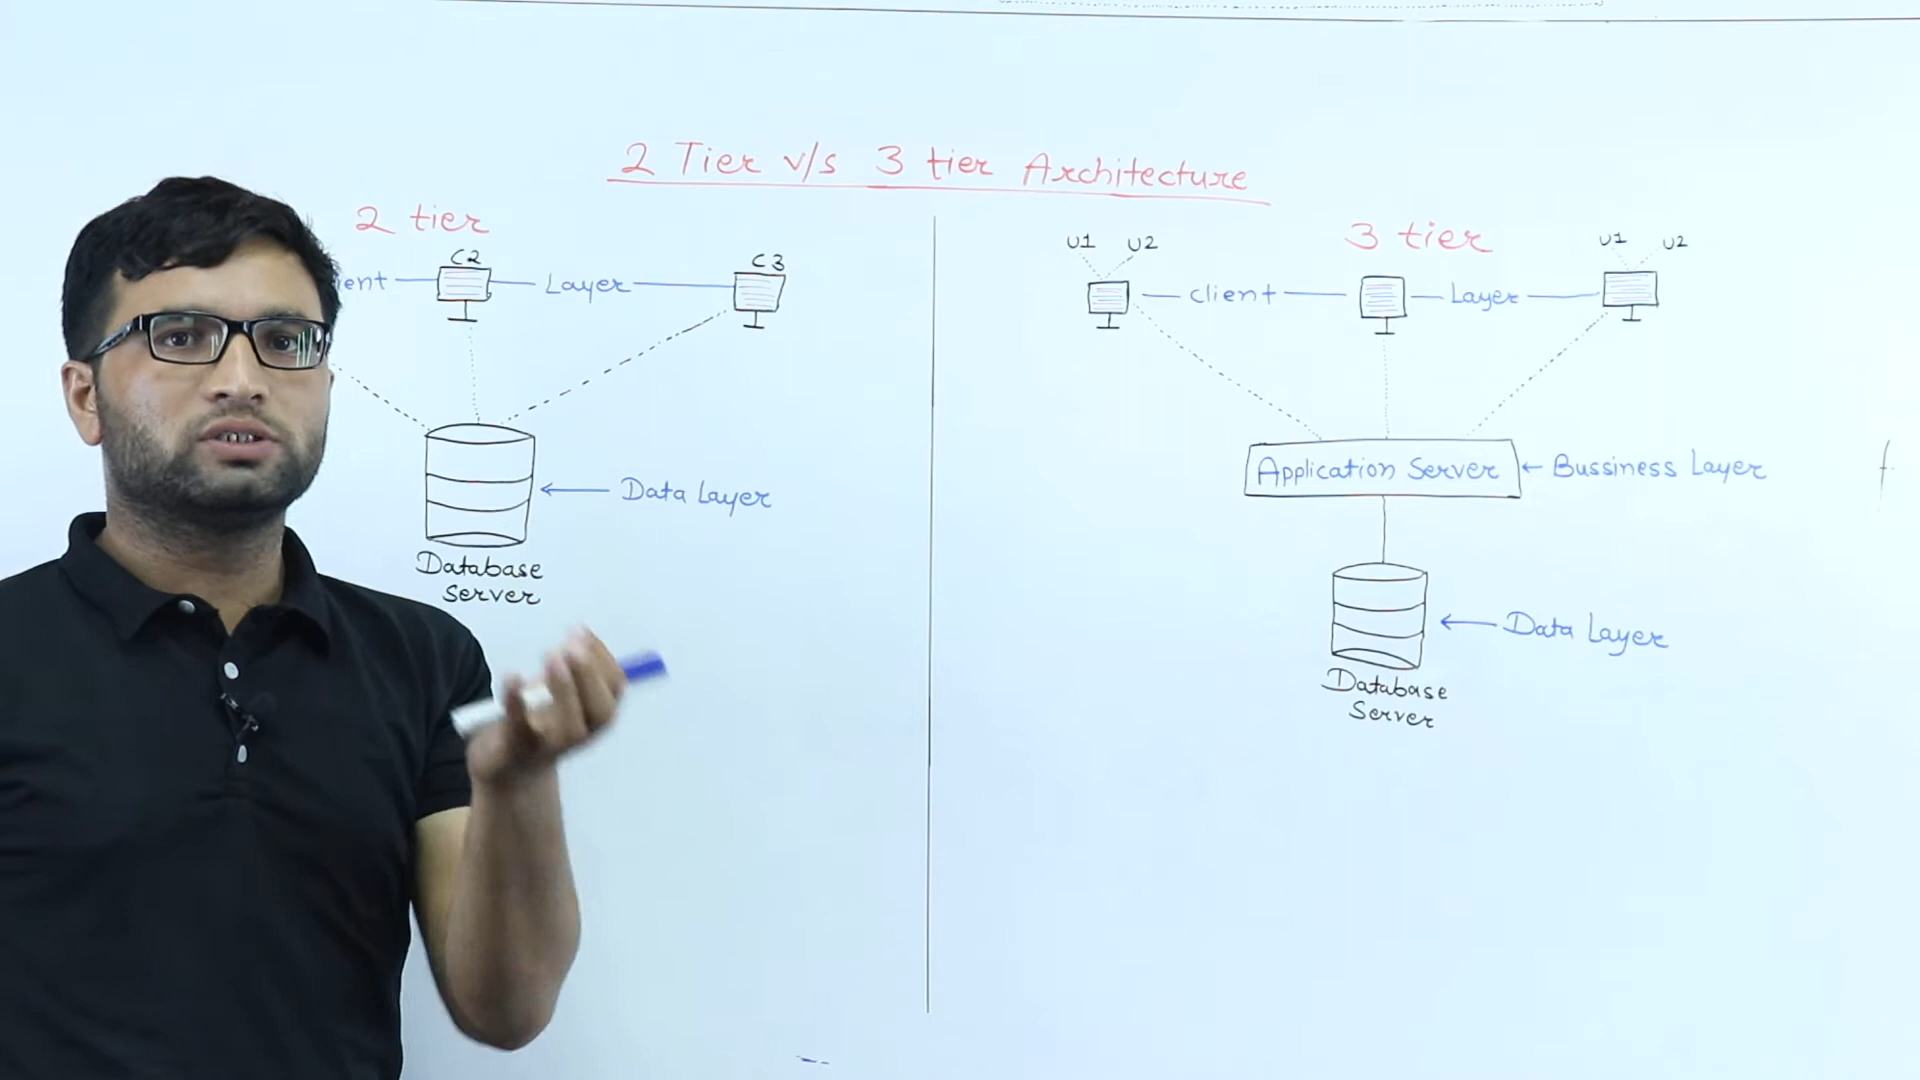 2 Tier v/s 3 tier Architecture
2 tier
C2
C3
Layer
Data Layer
Database
Server
3 tier
U1 U2
U1 U2
Client
Layer
Application Server
Bussiness Layer
Data Layer
Database
Server